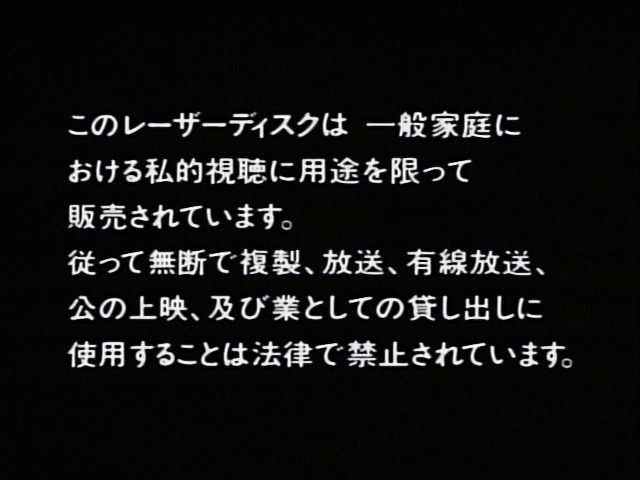 このレーザーディスクは 一般家庭に
おける私的視聴に用途を限って
販売されています。
従って無断で複製、放送、有線放送、
公の上映、及び業としての貸し出しに
使用することは法律で禁止されています。